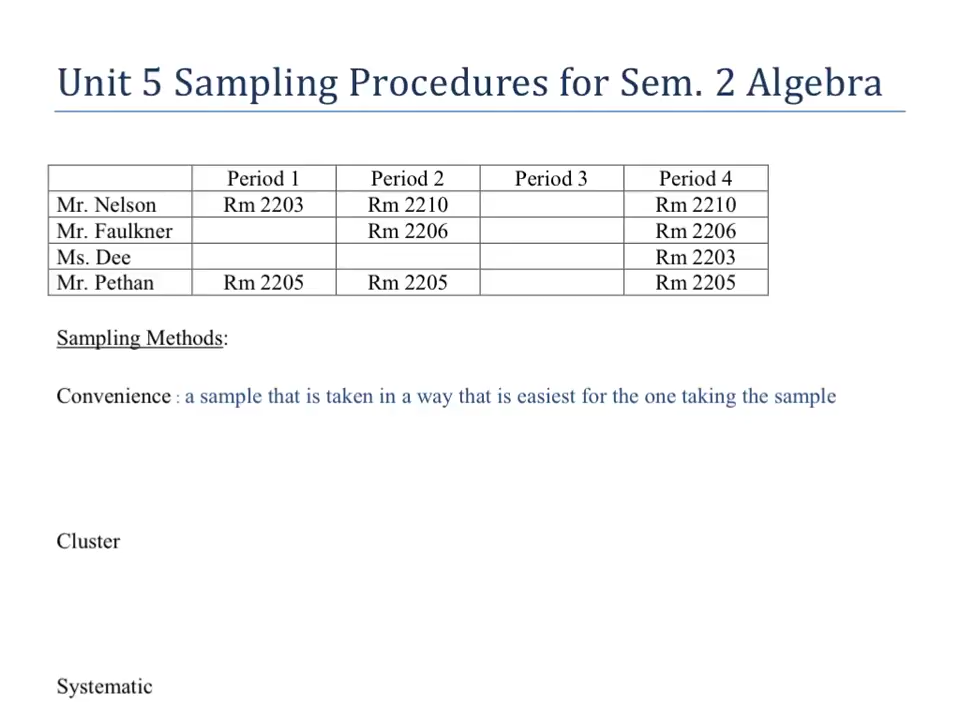 Unit 5 Sampling Procedures for Sem. 2 Algebra
Period 1 Period 2 Period 3 Period 4
Mr. Nelson Rm 2203 Rm 2210 Rm 2210
Mr. Faulkner Rm 2206 Rm 2206
Ms. Dee Rm 2203
Mr. Pethan Rm 2205 Rm 2205 Rm 2205
Sampling Methods:
Convenience : a sample that is taken in a way that is easiest for the one taking the sample
Cluster
Systematic